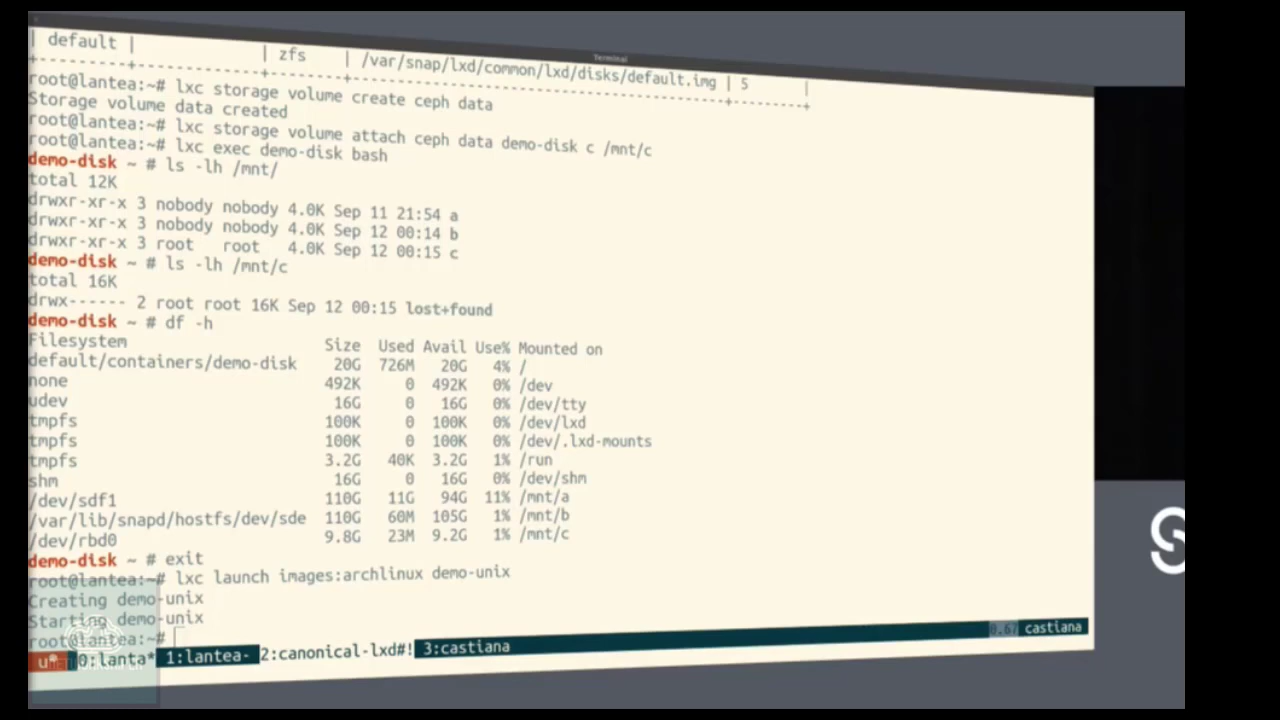 Terminal
| default | | zfs | /var/snap/lxd/common/lxd/disks/default.img | 5 |
+---------+-------------+--------+--------------------------------------------+---------+
root@lantea:~# lxc storage volume create ceph data
Storage volume data created
root@lantea:~# lxc storage volume attach ceph data demo-disk c /mnt/c
root@lantea:~# lxc exec demo-disk bash
demo-disk ~ # ls -lh /mnt/
total 12K
drwxr-xr-x 3 nobody nobody 4.0K Sep 11 21:54 a
drwxr-xr-x 3 nobody nobody 4.0K Sep 12 00:14 b
drwxr-xr-x 3 root root 4.0K Sep 12 00:15 c
demo-disk ~ # ls -lh /mnt/c
total 16K
drwx------ 2 root root 16K Sep 12 00:15 lost+found
demo-disk ~ # df -h
Filesystem Size Used Avail Use% Mounted on
default/containers/demo-disk 20G 726M 20G 4% /
none 492K 0 492K 0% /dev
udev 16G 0 16G 0% /dev/tty
tmpfs 100K 0 100K 0% /dev/lxd
tmpfs 100K 0 100K 0% /dev/.lxd-mounts
tmpfs 3.2G 40K 3.2G 1% /run
shm 16G 0 16G 0% /dev/shm
/dev/sdf1 110G 11G 94G 11% /mnt/a
/var/lib/snapd/hostfs/dev/sde 110G 60M 105G 1% /mnt/b
/dev/rbd0 9.8G 23M 9.2G 1% /mnt/c
demo-disk ~ # exit
root@lantea:~# lxc launch images:archlinux demo-unix
Creating demo-unix
Starting demo-unix
root@lantea:~#
u* 0:lanta* 1:lantea- 2:canonical-lxd#! 3:castiana 0.67 castiana
S